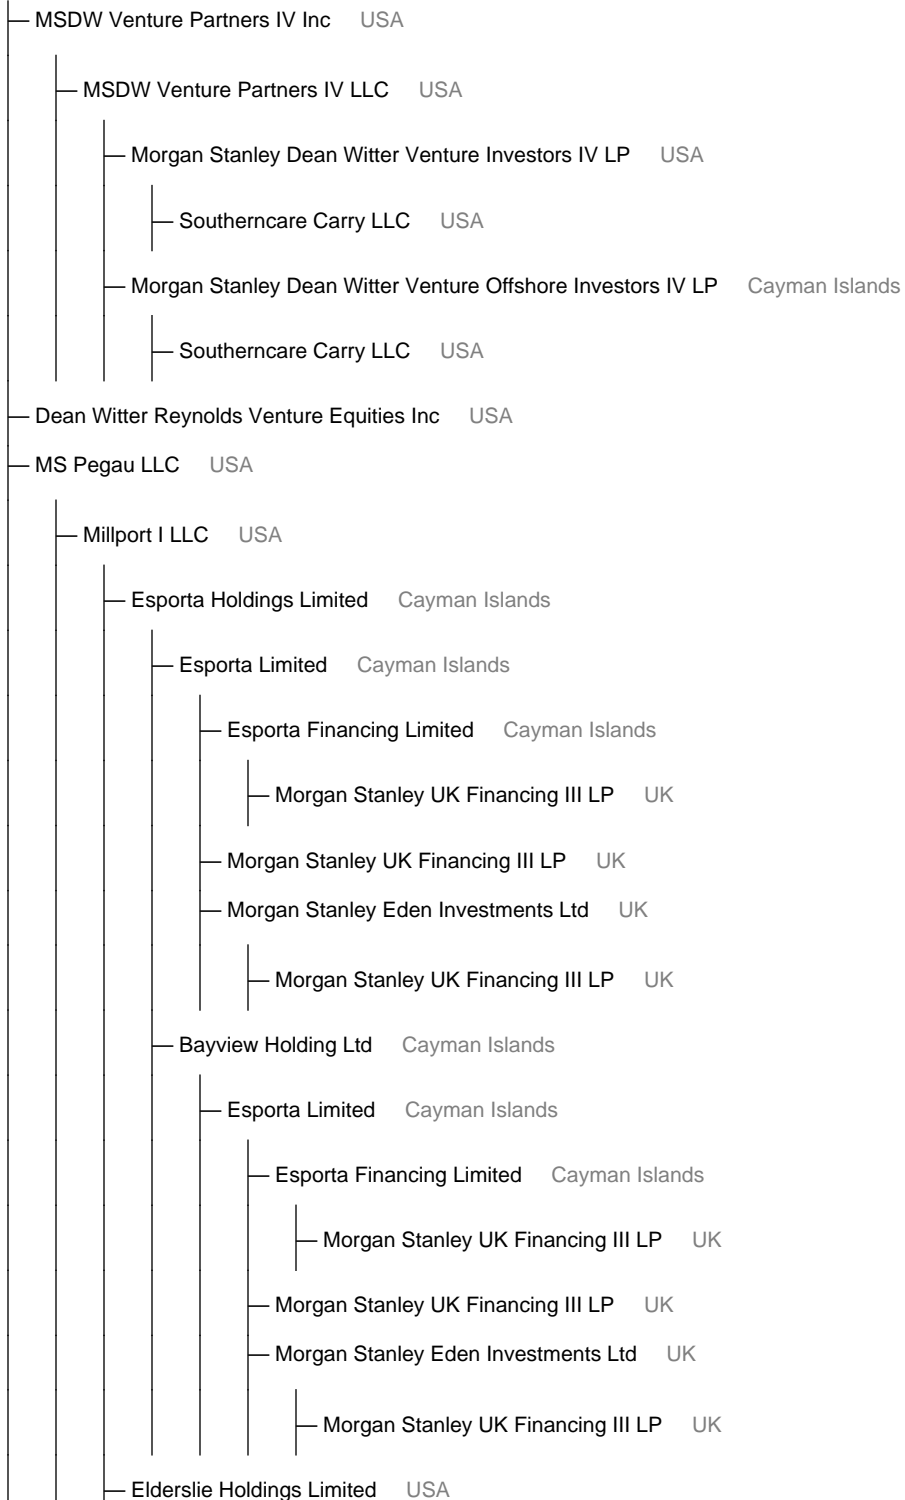 MSDW Venture Partners IV Inc USA
MSDW Venture Partners IV LLC USA
Morgan Stanley Dean Witter Venture Investors IV LP USA
Southerncare Carry LLC USA
Morgan Stanley Dean Witter Venture Offshore Investors IV LP Cayman Islands
Southerncare Carry LLC USA
Dean Witter Reynolds Venture Equities Inc USA
MS Pegau LLC USA
Millport I LLC USA
Esporta Holdings Limited Cayman Islands
Esporta Limited Cayman Islands
Esporta Financing Limited Cayman Islands
Morgan Stanley UK Financing III LP UK
Morgan Stanley UK Financing III LP UK
Morgan Stanley Eden Investments Ltd UK
Morgan Stanley UK Financing III LP UK
Bayview Holding Ltd Cayman Islands
Esporta Limited Cayman Islands
Esporta Financing Limited Cayman Islands
Morgan Stanley UK Financing III LP UK
Morgan Stanley UK Financing III LP UK
Morgan Stanley Eden Investments Ltd UK
Morgan Stanley UK Financing III LP UK
Elderslie Holdings Limited USA